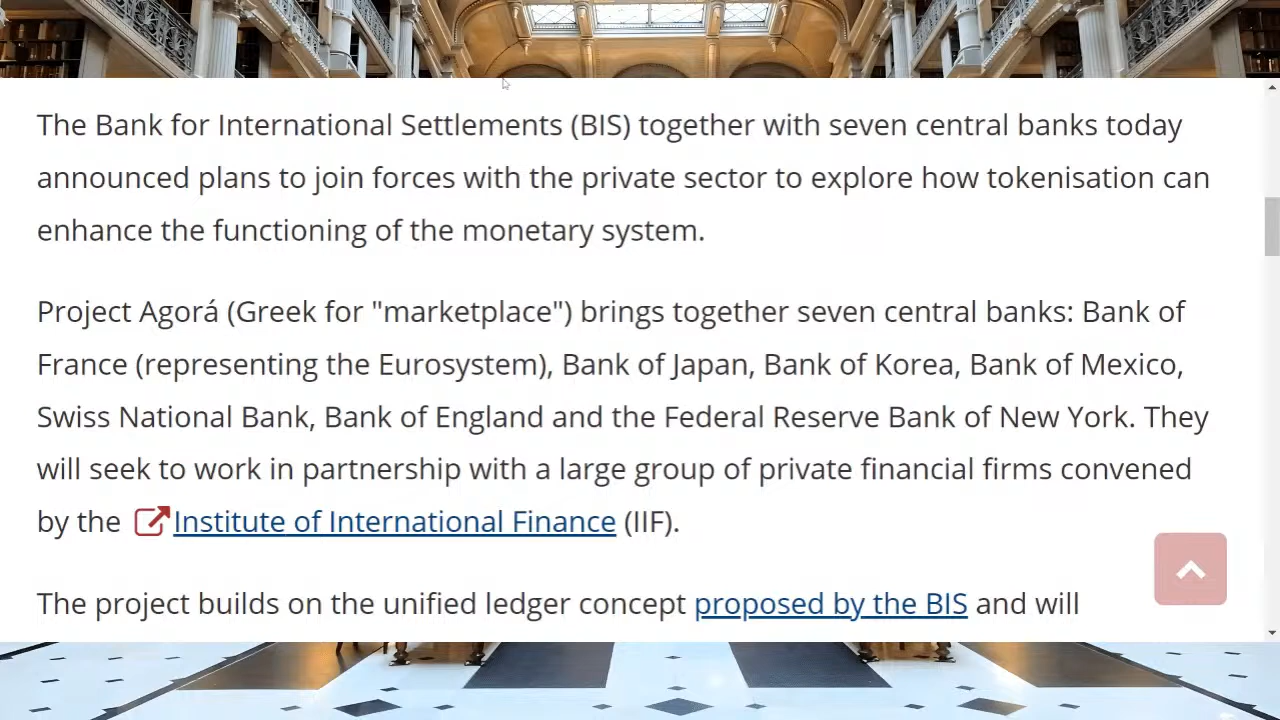 The Bank for International Settlements (BIS) together with seven central banks today
announced plans to join forces with the private sector to explore how tokenisation can
enhance the functioning of the monetary system.
Project Agorá (Greek for "marketplace") brings together seven central banks: Bank of
France (representing the Eurosystem), Bank of Japan, Bank of Korea, Bank of Mexico,
Swiss National Bank, Bank of England and the Federal Reserve Bank of New York. They
will seek to work in partnership with a large group of private financial firms convened
by the Institute of International Finance (IIF).
The project builds on the unified ledger concept proposed by the BIS and will